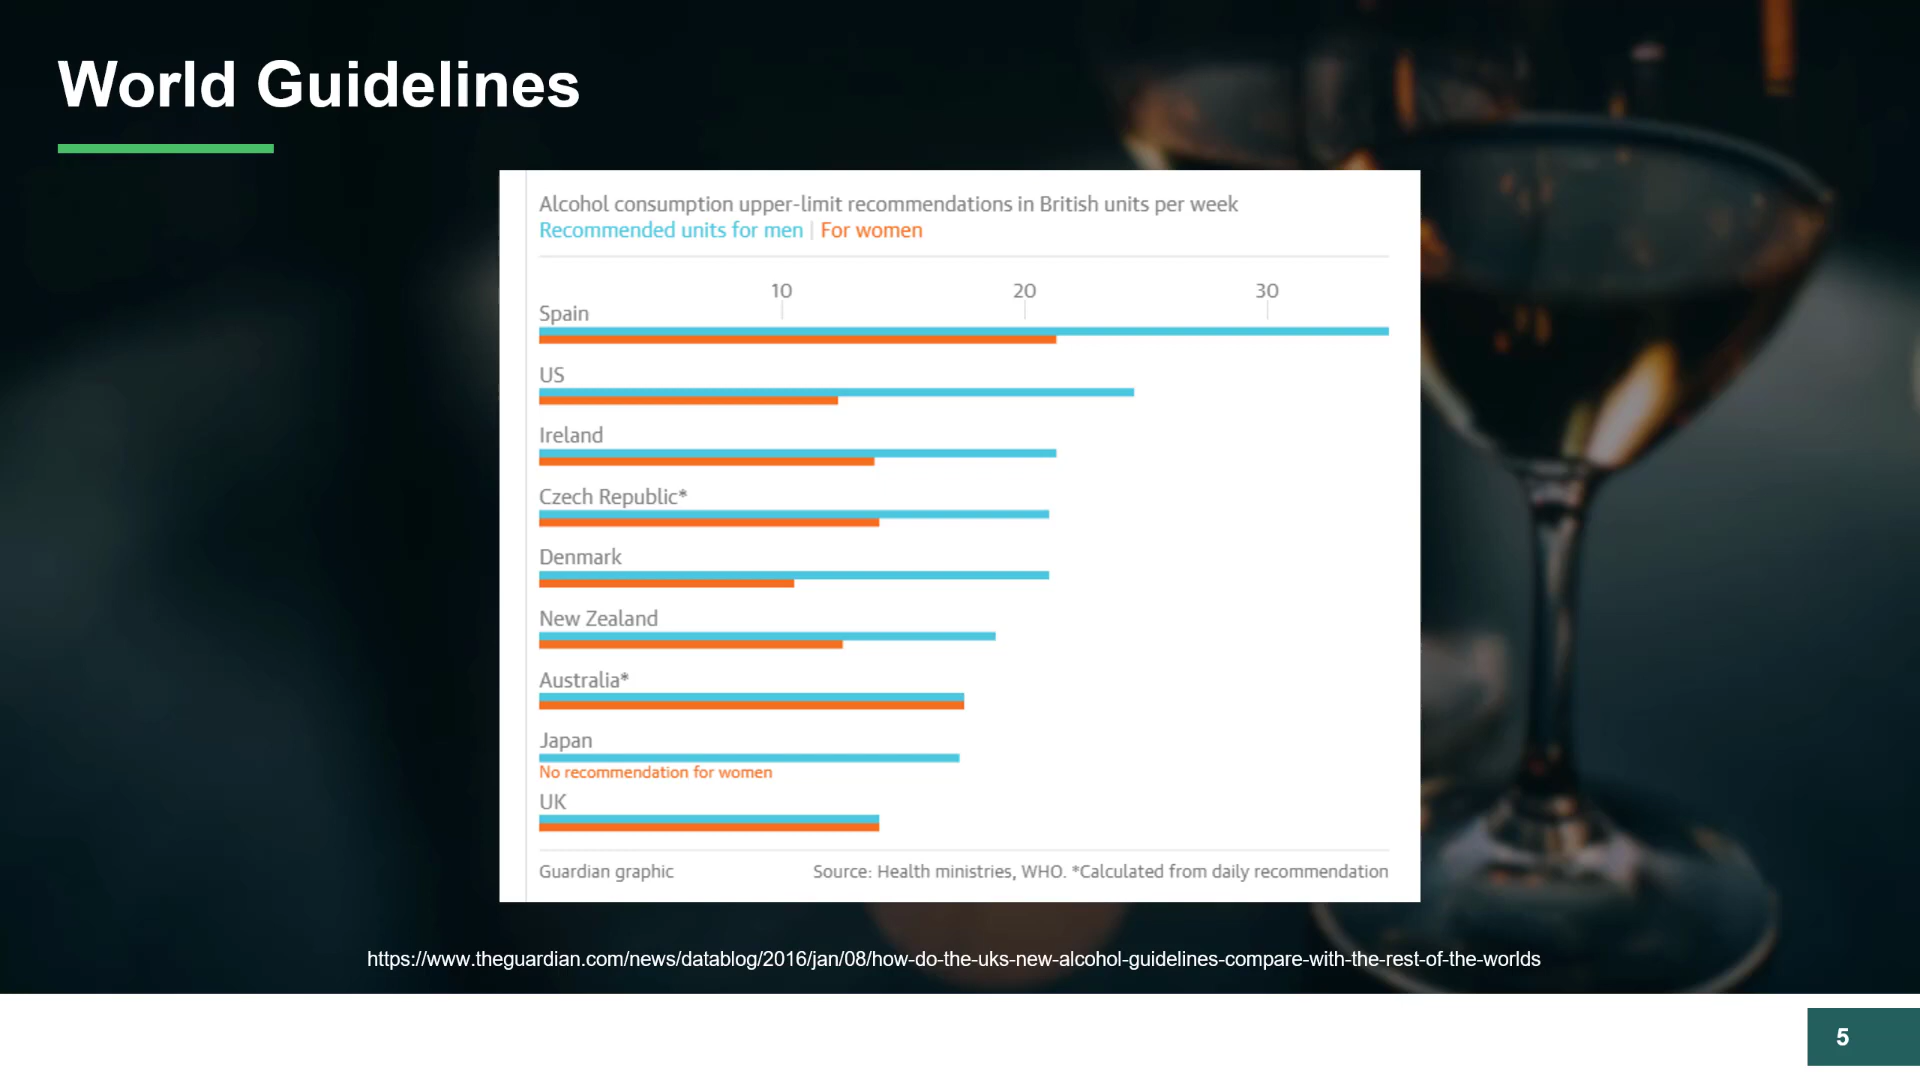 World Guidelines
Alcohol consumption upper-limit recommendations in British units per week
Recommended units for men | For women
10 20 30
Spain
US
Ireland
Czech Republic*
Denmark
New Zealand
Australia*
Japan
No recommendation for women
UK
Guardian graphic Source: Health ministries, WHO. *Calculated from daily recommendation
https://www.theguardian.com/news/datablog/2016/jan/08/how-do-the-uks-new-alcohol-guidelines-compare-with-the-rest-of-the-worlds
5